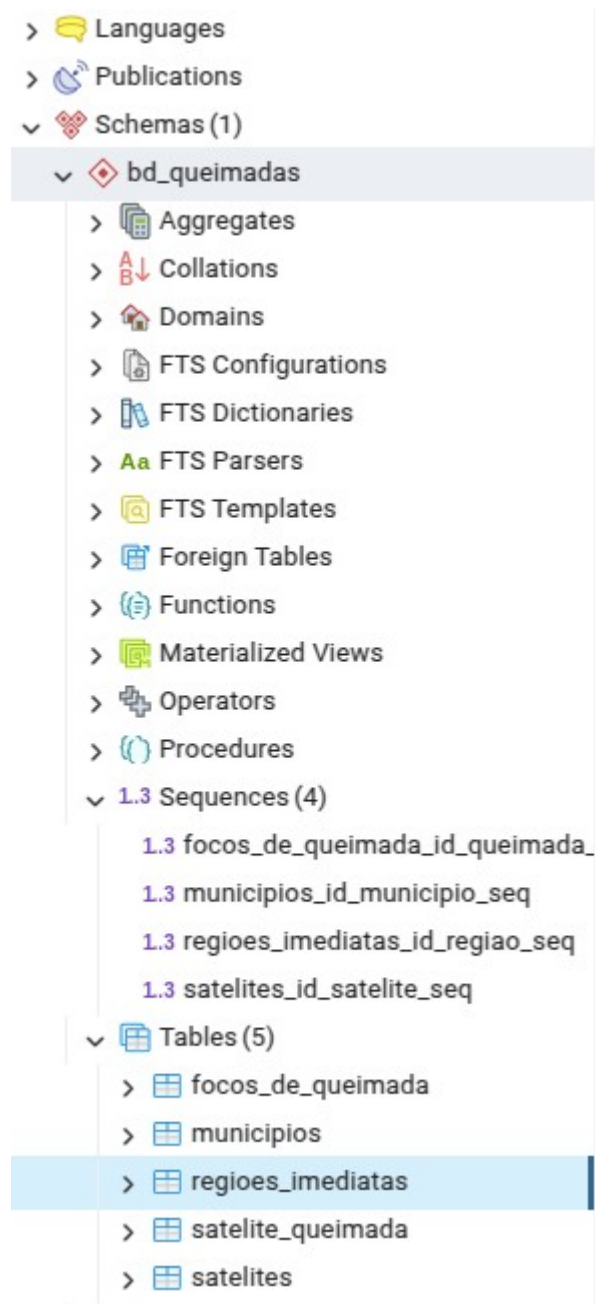 Languages
Publications
Schemas (1)
bd_queimadas
Aggregates
A
B
Collations
Domains
FTS Configurations
FTS Dictionaries
Aa FTS Parsers
FTS Templates
Foreign Tables
Functions
Materialized Views
Operators
Procedures
1..3 Sequences (4)
1..3 focos_de_queimada_id_queimada_
1..3 municipios_id_municipio_seq
1..3 regioes_imediatas_id_regiao_seq
1..3 satelites_id_satelite_seq
Tables (5)
focos_de_queimada
municipios
regioes_imediatas
satelite_queimada
satelites